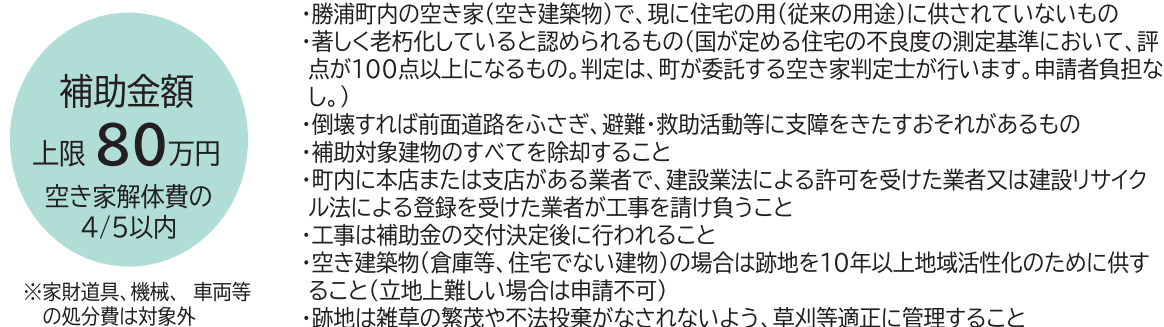 補助金額
上限 80万円
空き家解体費の
4/5以内
※家財道具、機械、 車両等
の処分費は対象外
・勝浦町内の空き家（空き建築物）で、現に住宅の用（従来の用途）に供されていないもの
・著しく老朽化していると認められるもの（国が定める住宅の不良度の測定基準において、評
点が100点以上になるもの。判定は、町が委託する空き家判定士が行います。申請者負担な
し。）
・倒壊すれば前面道路をふさぎ、避難・救助活動等に支障をきたすおそれがあるもの
・補助対象建物のすべてを除却すること
・町内に本店または支店がある業者で、建設業法による許可を受けた業者又は建設リサイク
ル法による登録を受けた業者が工事を請け負うこと
・工事は補助金の交付決定後に行われること
・空き建築物（倉庫等、住宅でない建物）の場合は跡地を10年以上地域活性化のために供す
ること（立地上難しい場合は申請不可）
・跡地は雑草の繁茂や不法投棄がなされないよう、草刈等適正に管理すること